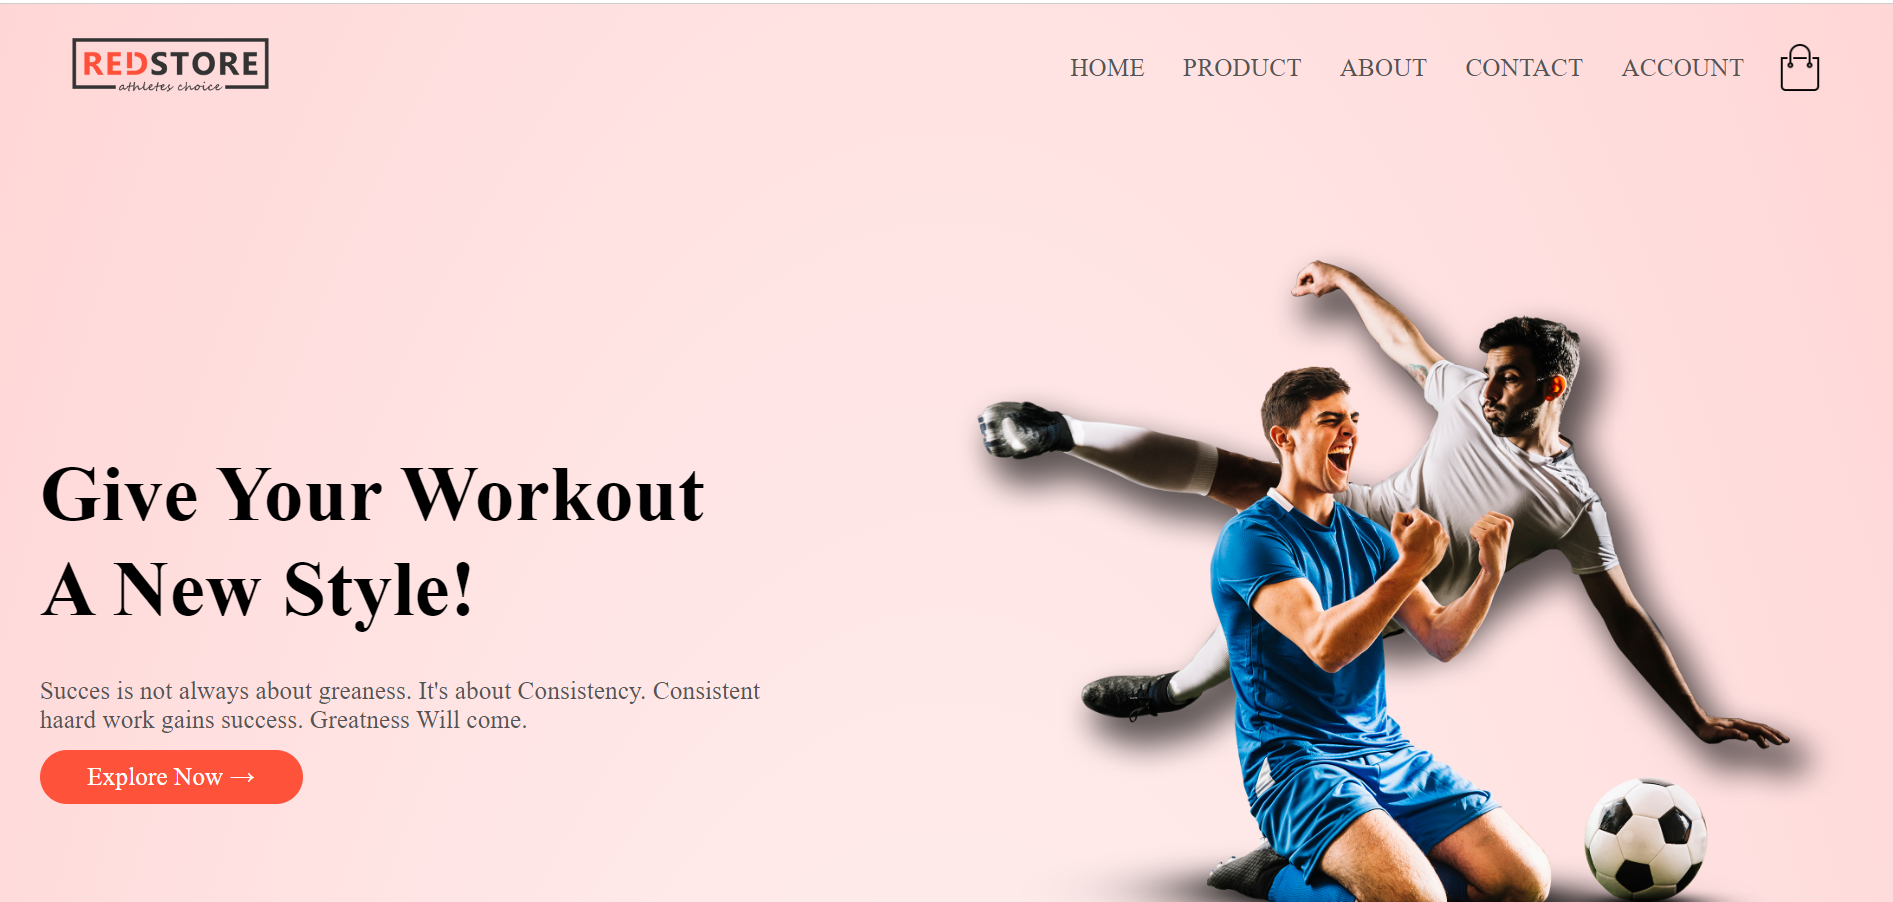 REDSTORE
athletes choice
HOME PRODUCT ABOUT CONTACT ACCOUNT
Give Your Workout
A New Style!
Succes is not always about greaness. It's about Consistency. Consistent
haard work gains success. Greatness Will come.
Explore Now →